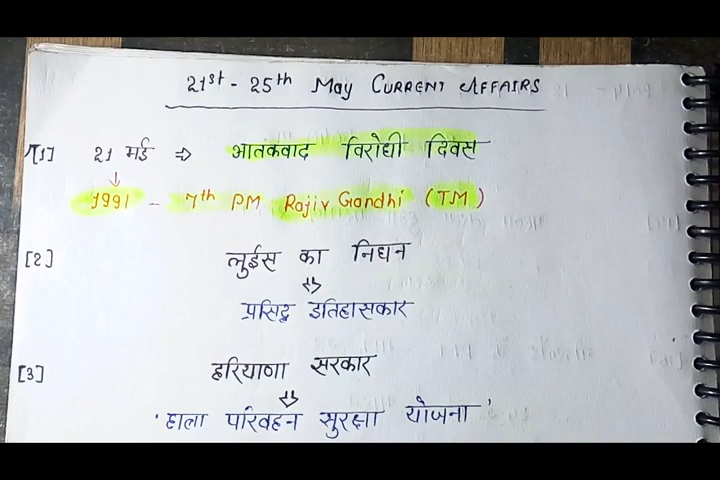 21st - 25th May CURRENT AFFAIRS
[1] 21 मई ⇒ आतंकवाद विरोधी दिवस
1991 - 7th PM Rajiv Gandhi (TM)
[2] लुईस का निधन
प्रसिद्ध इतिहासकार
[3] हरियाणा सरकार
'हाला परिवहन सुरक्षा योजना'